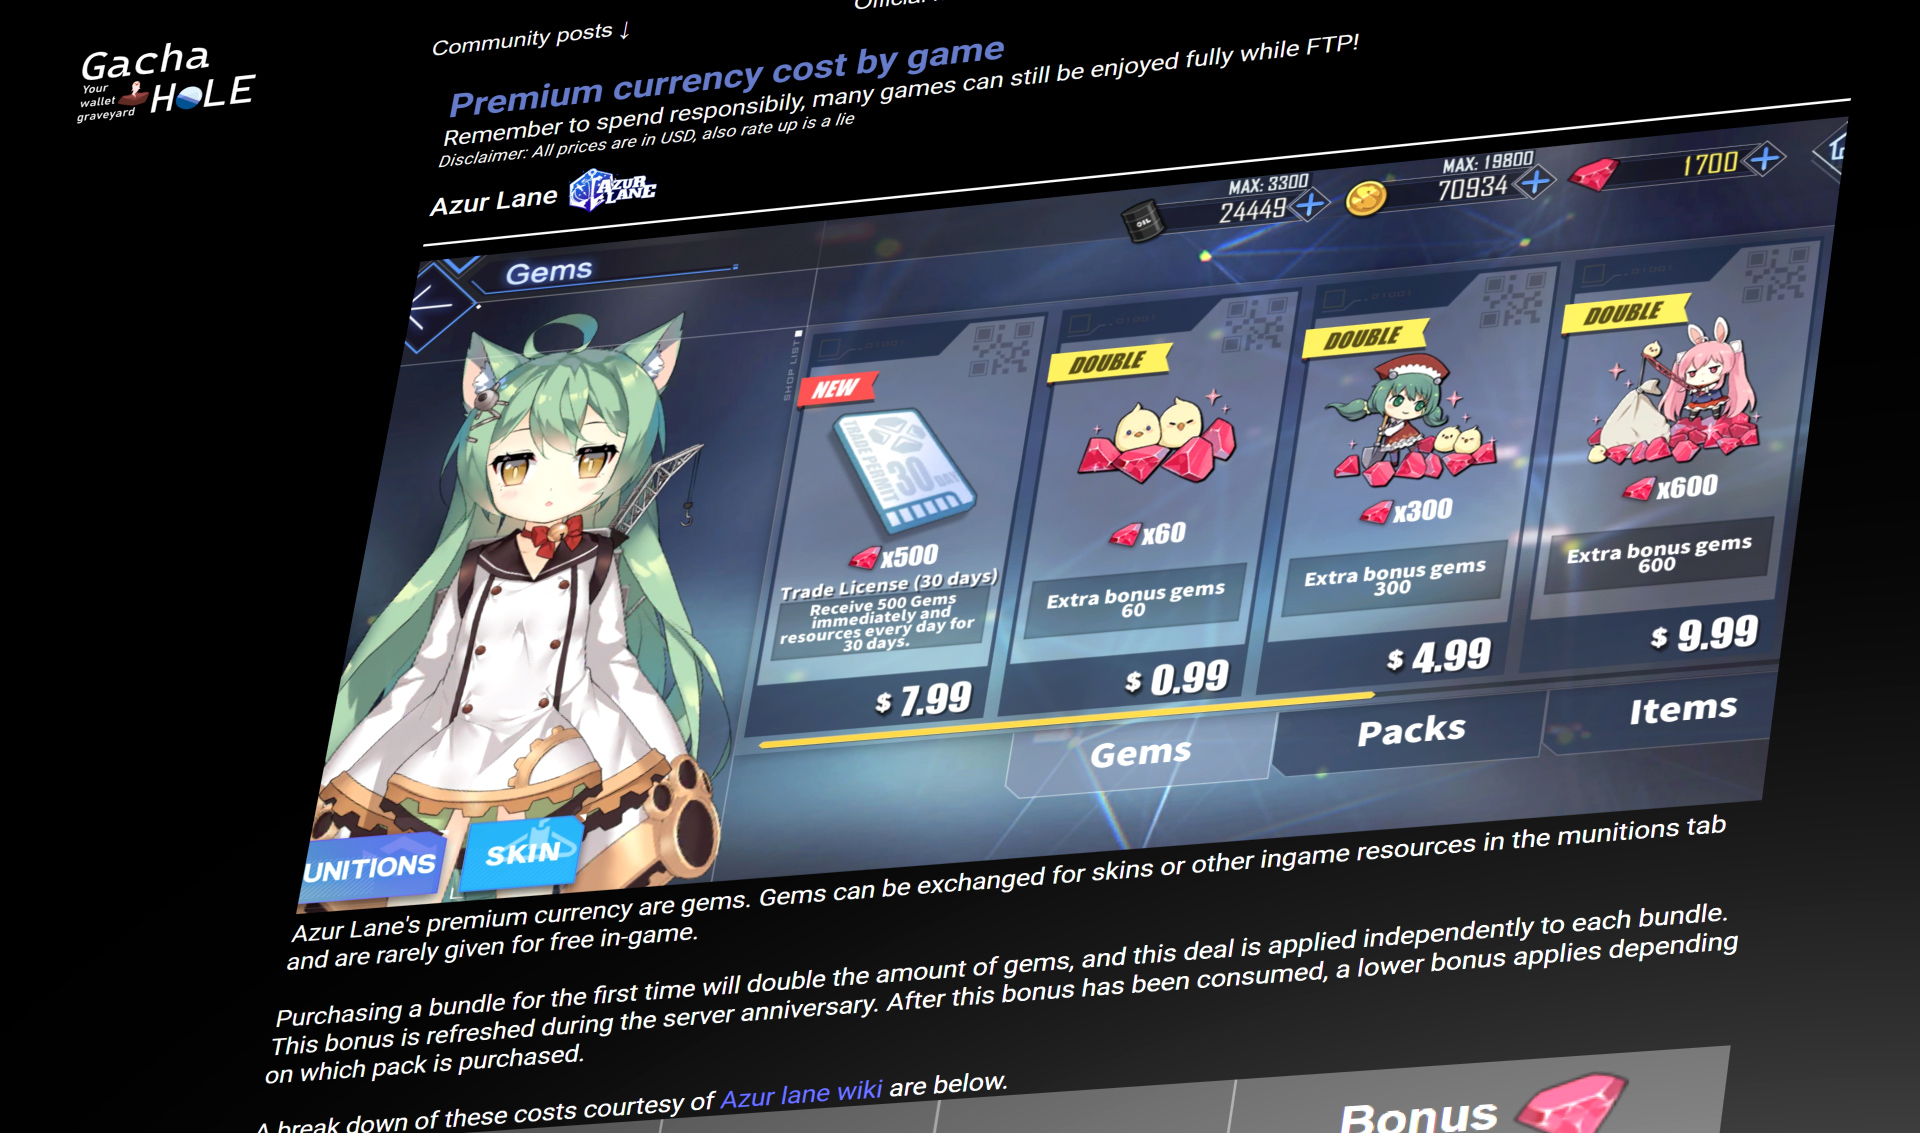 Gacha
Your
wallet
graveyard
HOLE
Community posts ↓
Official
Premium currency cost by game
Remember to spend responsibily, many games can still be enjoyed fully while FTP!
Disclaimer: All prices are in USD, also rate up is a lie
Azur Lane
AZUR
LANE
MAX: 3300
24449
MAX: 19800
70934
1700
OIL
Gems
SHOP LIST
NEW
TRADE PERMIT
30 DAY
x500
Trade License (30 days)
Receive 500 Gems
immediately and
resources every day for
30 days.
$ 7.99
DOUBLE
x60
Extra bonus gems
60
$ 0.99
DOUBLE
x300
Extra bonus gems
300
$ 4.99
DOUBLE
x600
Extra bonus gems
600
$ 9.99
Gems
Packs
Items
UNITIONS
SKIN
Azur Lane's premium currency are gems. Gems can be exchanged for skins or other ingame resources in the munitions tab
and are rarely given for free in-game.
Purchasing a bundle for the first time will double the amount of gems, and this deal is applied independently to each bundle.
This bonus is refreshed during the server anniversary. After this bonus has been consumed, a lower bonus applies depending
on which pack is purchased.
A break down of these costs courtesy of Azur lane wiki are below.
Bonus